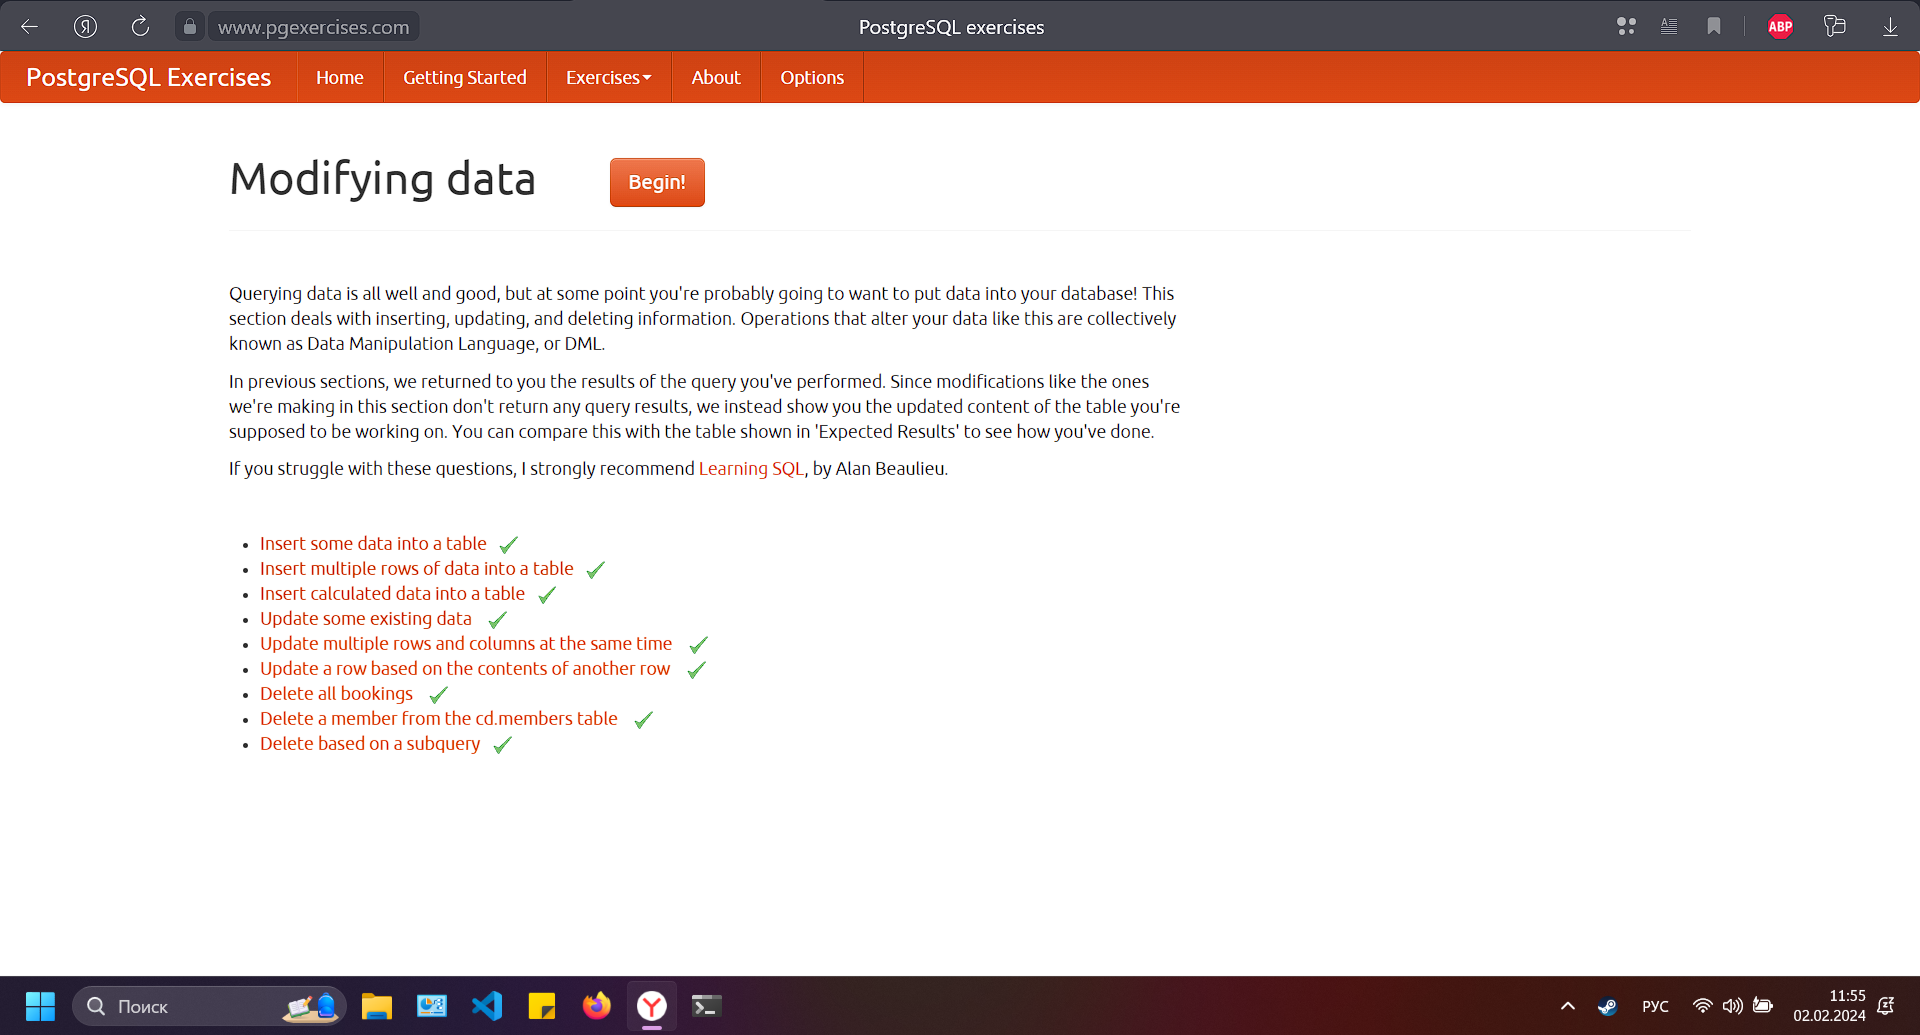 www.pgexercises.com
PostgreSQL exercises
ABP
PostgreSQL Exercises
Home
Getting Started
Exercises
About
Options
Modifying data
Begin!
Querying data is all well and good, but at some point you're probably going to want to put data into your database! This
section deals with inserting, updating, and deleting information. Operations that alter your data like this are collectively
known as Data Manipulation Language, or DML.
In previous sections, we returned to you the results of the query you've performed. Since modifications like the ones
we're making in this section don't return any query results, we instead show you the updated content of the table you're
supposed to be working on. You can compare this with the table shown in 'Expected Results' to see how you've done.
If you struggle with these questions, I strongly recommend Learning SQL, by Alan Beaulieu.
Insert some data into a table
Insert multiple rows of data into a table
Insert calculated data into a table
Update some existing data
Update multiple rows and columns at the same time
Update a row based on the contents of another row
Delete all bookings
Delete a member from the cd.members table
Delete based on a subquery
Поиск
РУС
11:55
02.02.2024